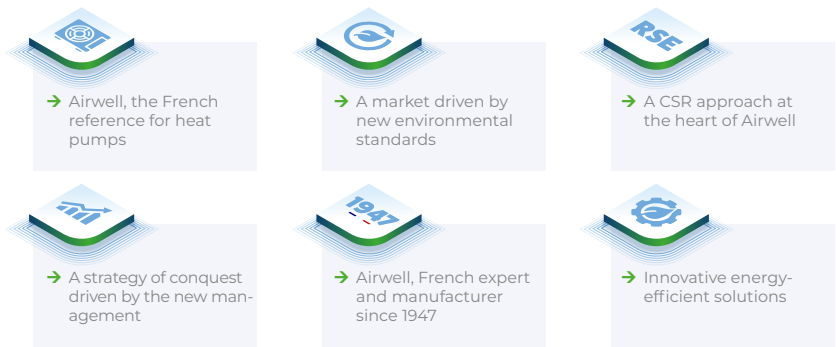 Airwell, the French
reference for heat
pumps
A market driven by
new environmental
standards
RSE
A CSR approach at
the heart of Airwell
A strategy of conquest
driven by the new man-
agement
1947
Airwell, French expert
and manufacturer
since 1947
Innovative energy-
efficient solutions